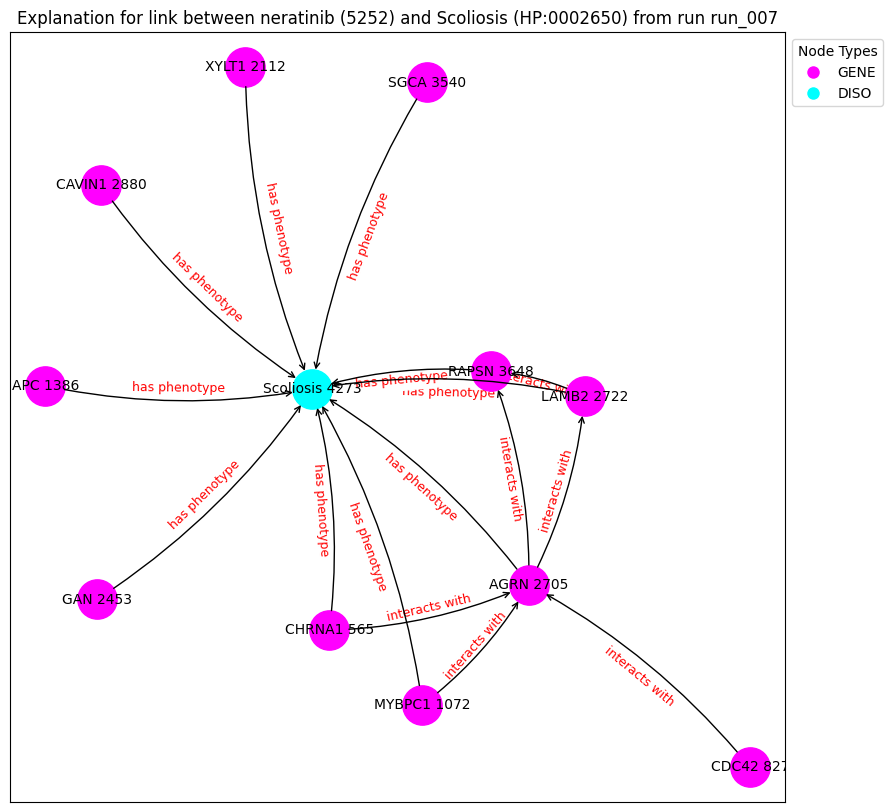 Explanation for link between neratinib (5252) and Scoliosis (HP:0002650) from run run_007
Node Types
GENE
DISO
XYLT1 2112
SGCA 3540
CAVIN1 2880
has phenotype
has phenotype
has phenotype
APC 1386
has phenotype
Scoliosis 4273
has phenotype
has phenotype
RAPSN 3648
interacts
LAMB2 2722
has phenotype
has phenotype
has phenotype
has phenotype
interacts with
interacts with
GAN 2453
CHRNA1 565
interacts with
AGRN 2705
interacts with
interacts with
MYBPC1 1072
CDC42 827